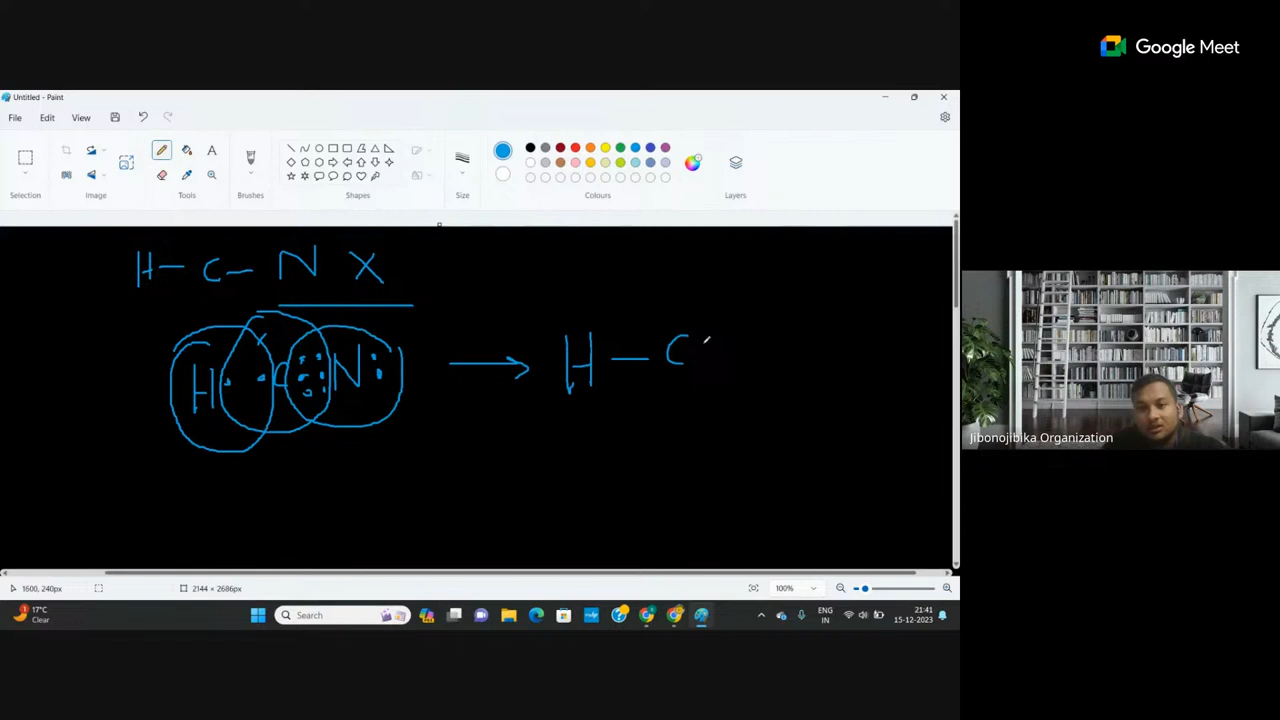 Google Meet
Untitled - Paint
File Edit View
Selection Image Tools Brushes Shapes Size Colours Layers
H - C - N X
H C N → H - C
Jibonojibika Organization
1600, 240px 2144 × 2686px 100%
1 17°C Clear Search ENG IN 21:41 15-12-2023